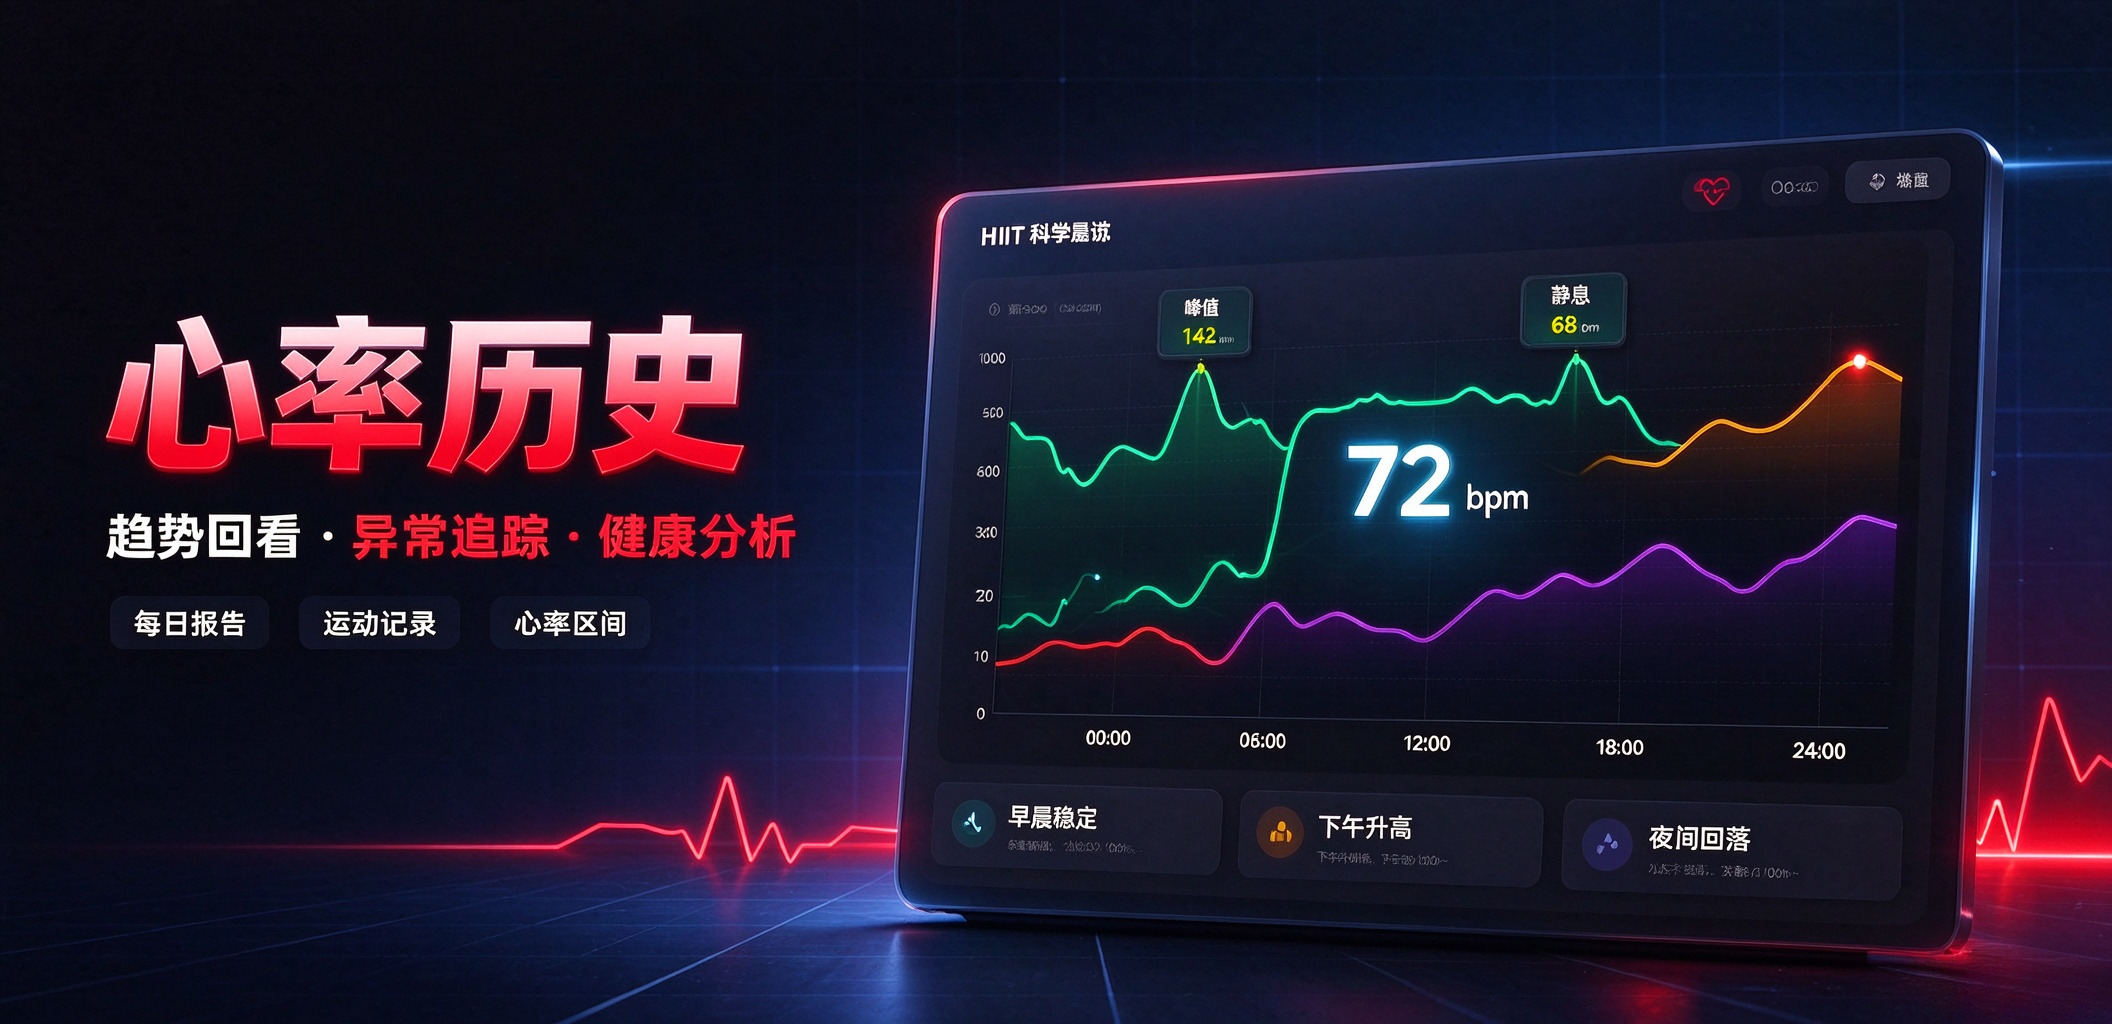 心率历史
趋势回看 · 异常追踪 · 健康分析
每日报告
运动记录
心率区间
HIIT 科学
峰值
142
静息
68
1000
600
20
10
0
72 bpm
00:00
06:00
12:00
18:00
24:00
早晨稳定
下午升高
夜间回落